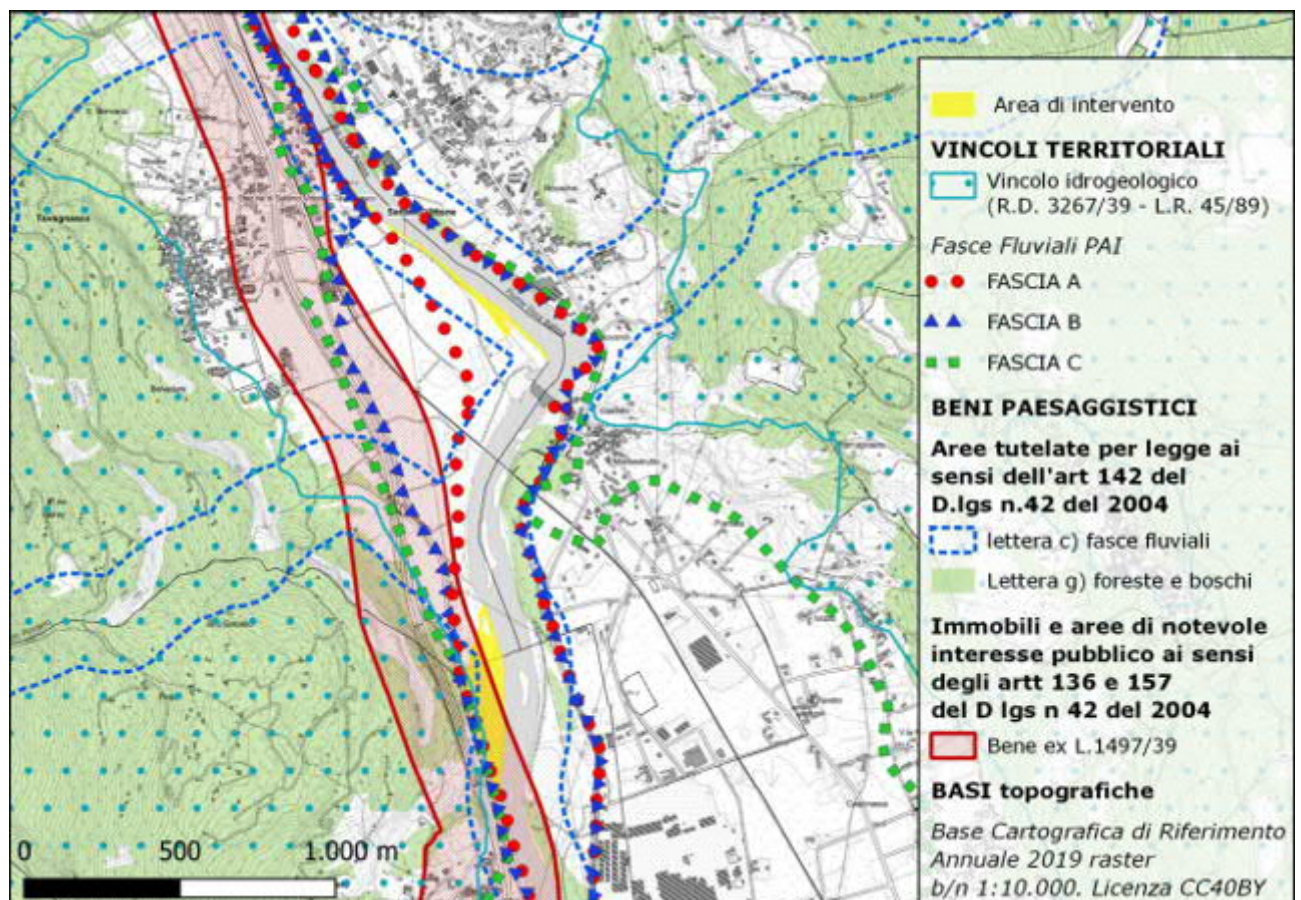 Area di intervento
VINCOLI TERRITORIALI
Vincolo idrogeologico
(R.D. 3267/39 - L.R. 45/89)
Fasce Fluviali PAI
FASCIA A
FASCIA B
FASCIA C
BENI PAESAGGISTICI
Aree tutelate per legge ai
sensi dell'art 142 del
D.lgs n.42 del 2004
lettera c) fasce fluviali
Lettera g) foreste e boschi
Immobili e aree di notevole
interesse pubblico ai sensi
degli artt 136 e 157
del D lgs n 42 del 2004
Bene ex L.1497/39
BASI topografiche
Base Cartografica di Riferimento
Annuale 2019 raster
b/n 1:10.000. Licenza CC40BY
0 500 1.000 m
Tavagnasco